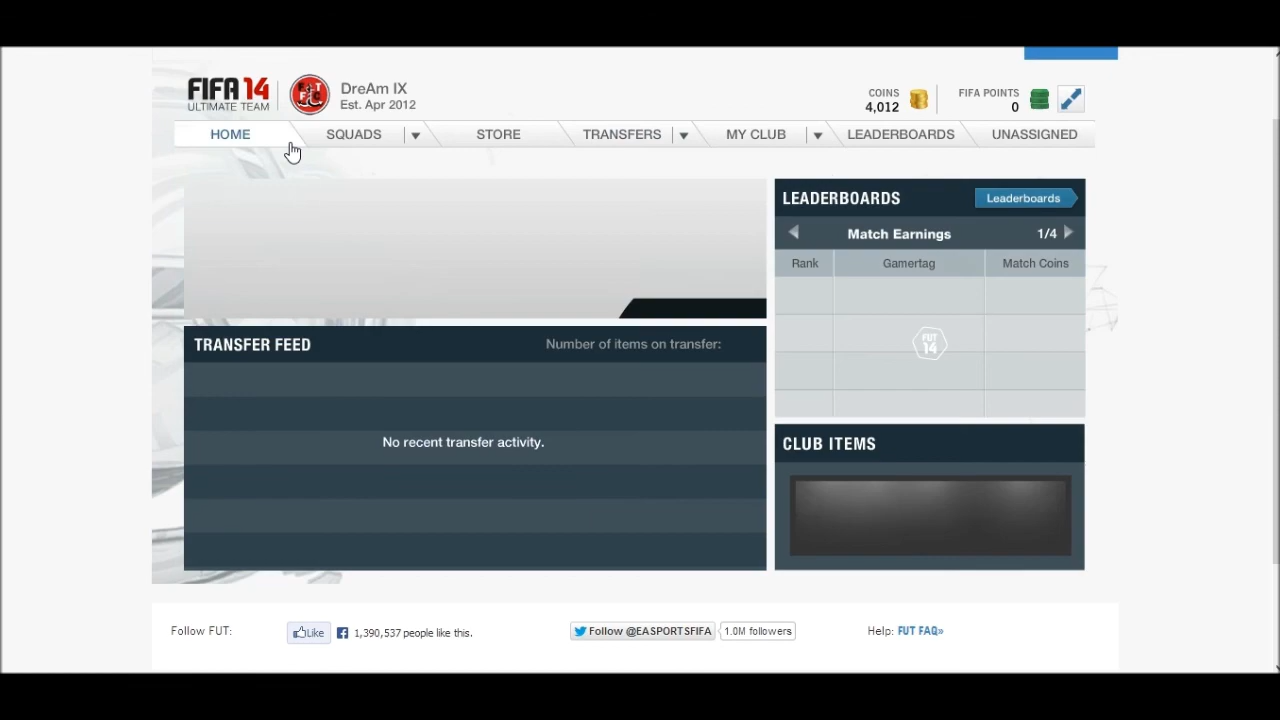 FIFA 14
ULTIMATE TEAM
DreAm IX
Est. Apr 2012
COINS
4,012
FIFA POINTS
0
HOME
SQUADS
STORE
TRANSFERS
MY CLUB
LEADERBOARDS
UNASSIGNED
LEADERBOARDS
Leaderboards
Match Earnings
1/4
Rank
Gamertag
Match Coins
FUT
14
TRANSFER FEED
Number of items on transfer:
No recent transfer activity.
CLUB ITEMS
Follow FUT:
Like
1,390,537 people like this.
Follow @EASPORTSFIFA
1.0M followers
Help: FUT FAQ»